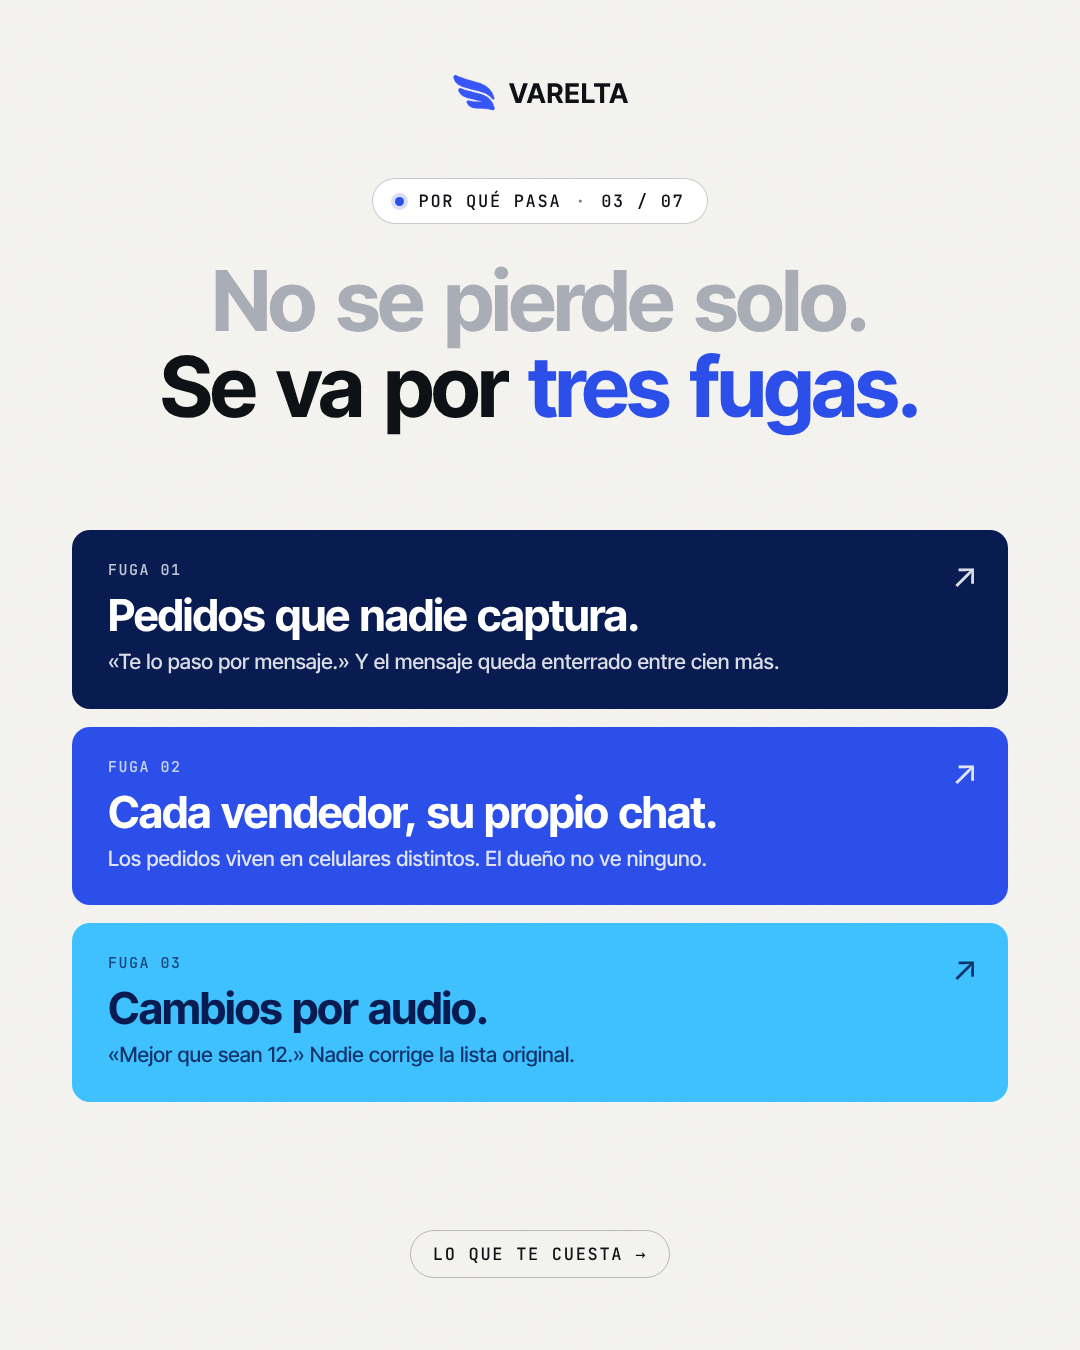 VARELTA
POR QUÉ PASA · 03 / 07
No se pierde solo.
Se va por tres fugas.
FUGA 01
Pedidos que nadie captura.
«Te lo paso por mensaje.» Y el mensaje queda enterrado entre cien más.
FUGA 02
Cada vendedor, su propio chat.
Los pedidos viven en celulares distintos. El dueño no ve ninguno.
FUGA 03
Cambios por audio.
«Mejor que sean 12.» Nadie corrige la lista original.
LO QUE TE CUESTA →